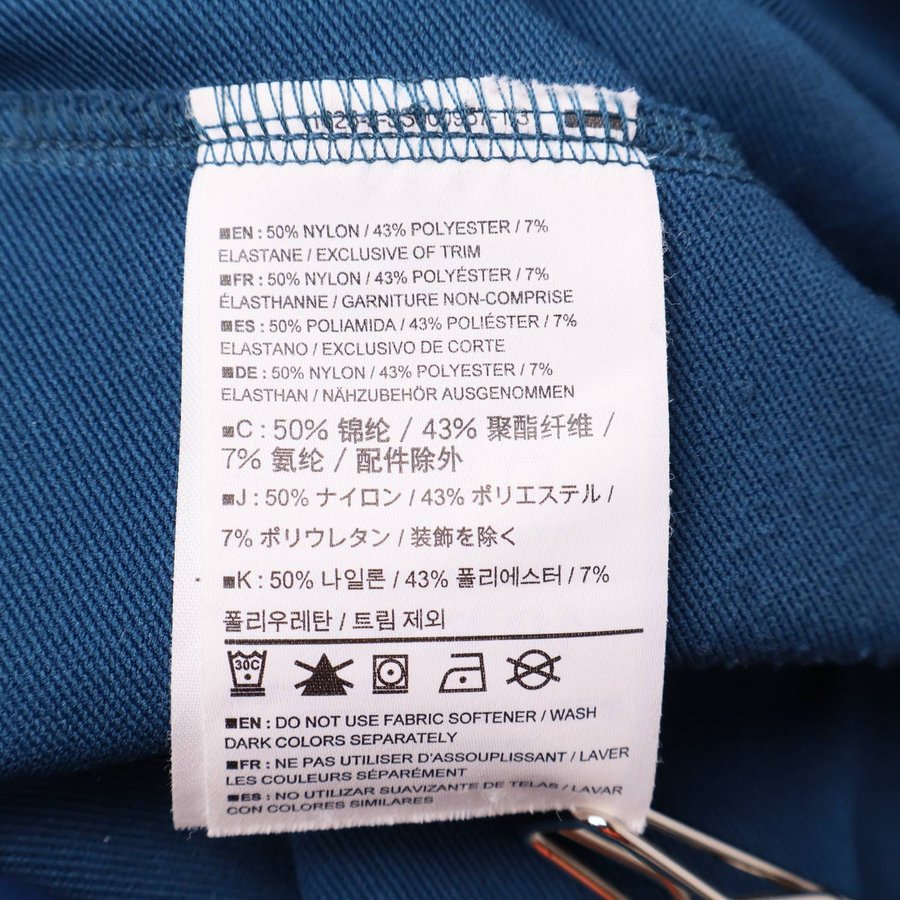 EN : 50% NYLON / 43% POLYESTER / 7%
ELASTANE / EXCLUSIVE OF TRIM
FR : 50% NYLON / 43% POLYÉSTER / 7%
ÉLASTHANNE / GARNITURE NON-COMPRISE
ES : 50% POLIAMIDA / 43% POLIÉSTER / 7%
ELASTANO / EXCLUSIVO DE CORTE
DE : 50% NYLON / 43% POLYESTER / 7%
ELASTHAN / NÄHZUBEHÖR AUSGENOMMEN
C : 50% 锦纶 / 43% 聚酯纤维 /
7% 氨纶 / 配件除外
J : 50% ナイロン / 43% ポリエステル /
7% ポリウレタン / 装飾を除く
K : 50% 나일론 / 43% 폴리에스터 / 7%
폴리우레탄 / 트림 제외
30C
EN : DO NOT USE FABRIC SOFTENER / WASH
DARK COLORS SEPARATELY
FR : NE PAS UTILISER D'ASSOUPLISSANT / LAVER
LES COULEURS SÉPARÉMENT
ES : NO UTILIZAR SUAVIZANTE DE TELAS / LAVAR
CON COLORES SIMILARES